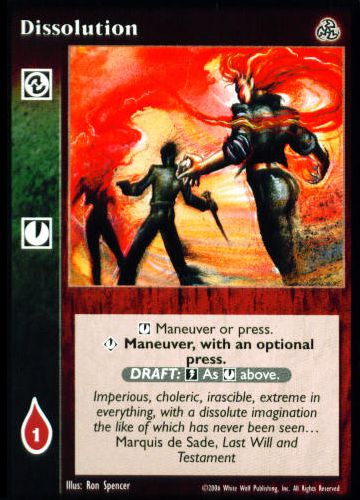 Dissolution
Maneuver or press.
Maneuver, with an optional
press.
DRAFT: As above.
Imperious, choleric, irascible, extreme in
everything, with a dissolute imagination
the like of which has never been seen...
Marquis de Sade, Last Will and
Testament
1
Illus: Ron Spencer
©2006 White Wolf Publishing, Inc. All Rights Reserved